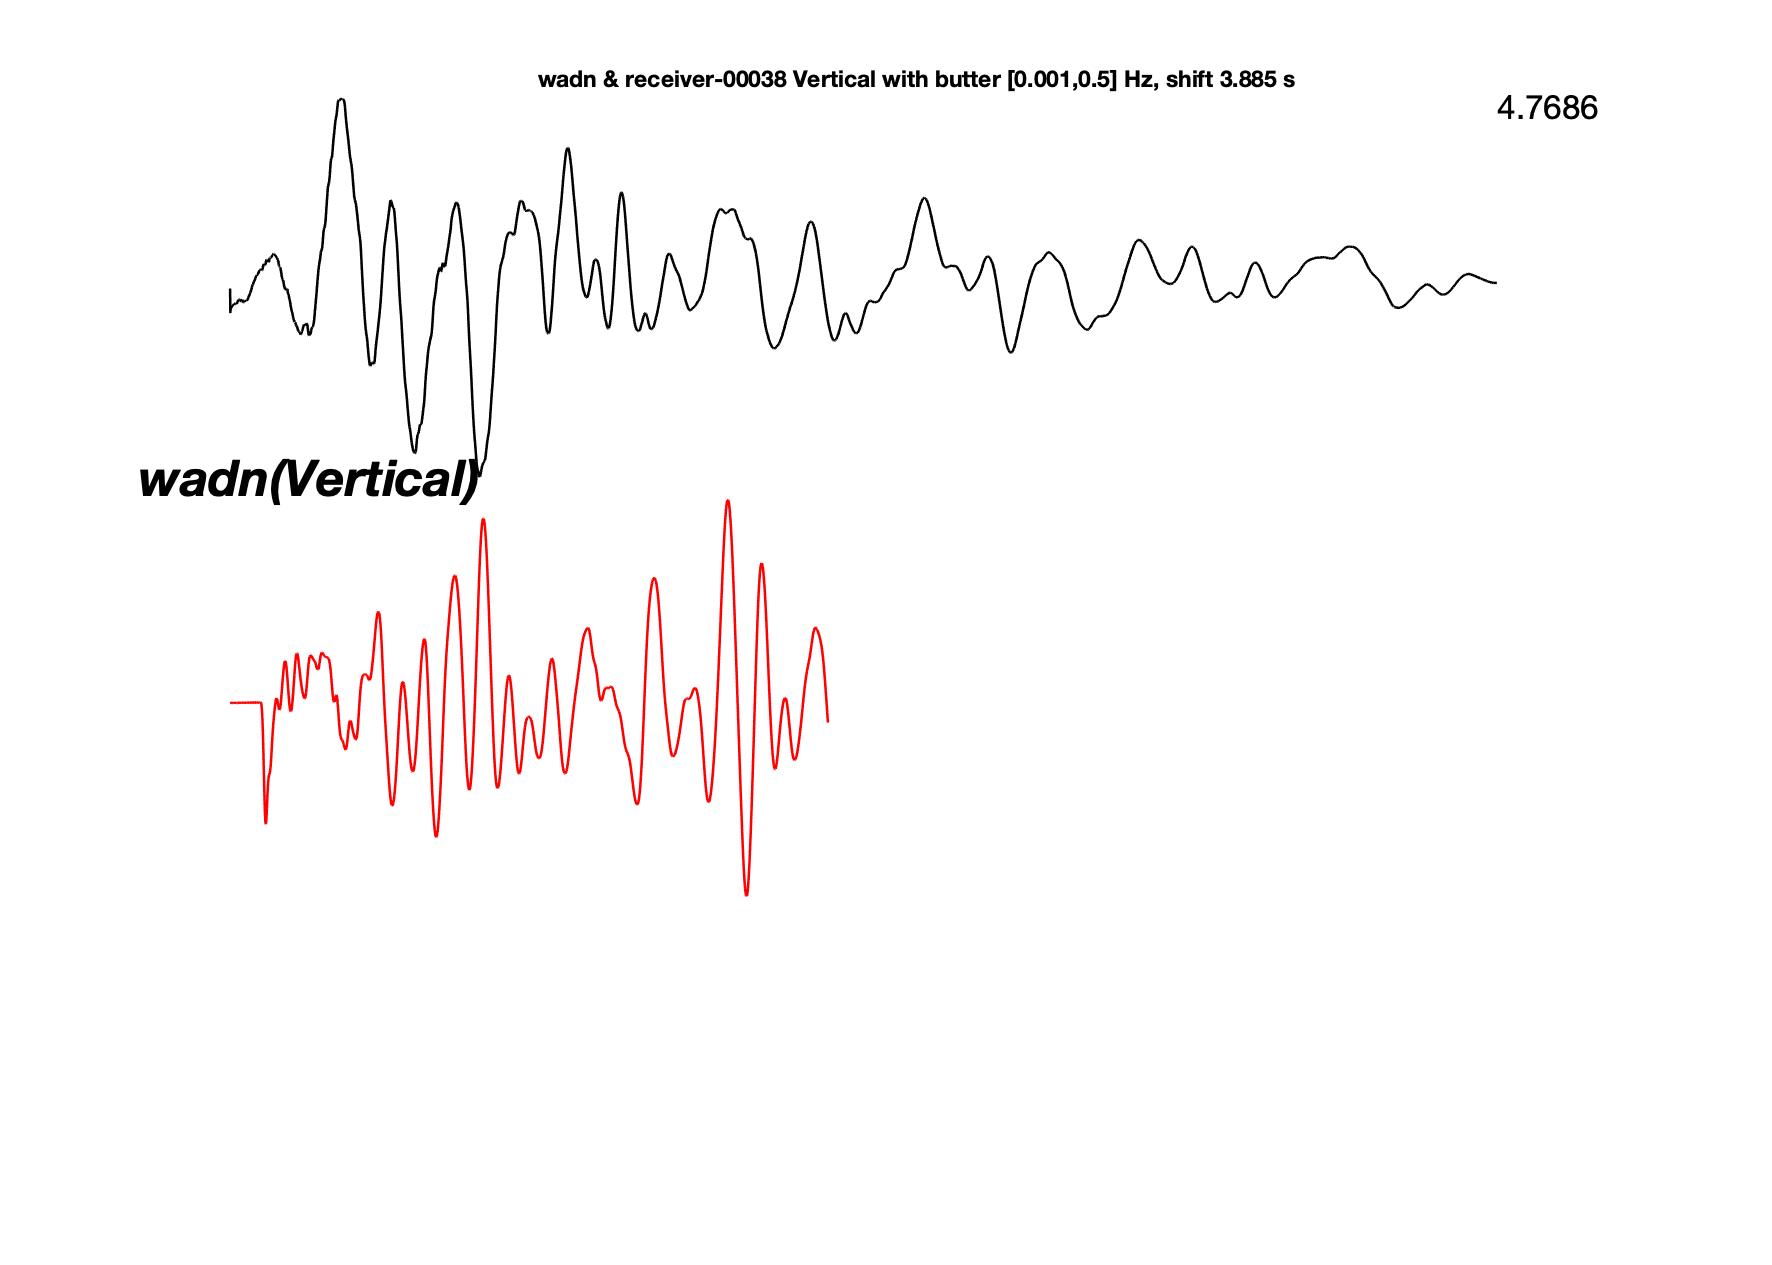 wadn & receiver-00038 Vertical with butter [0.001,0.5] Hz, shift 3.885 s
4.7686
wadn(Vertical)